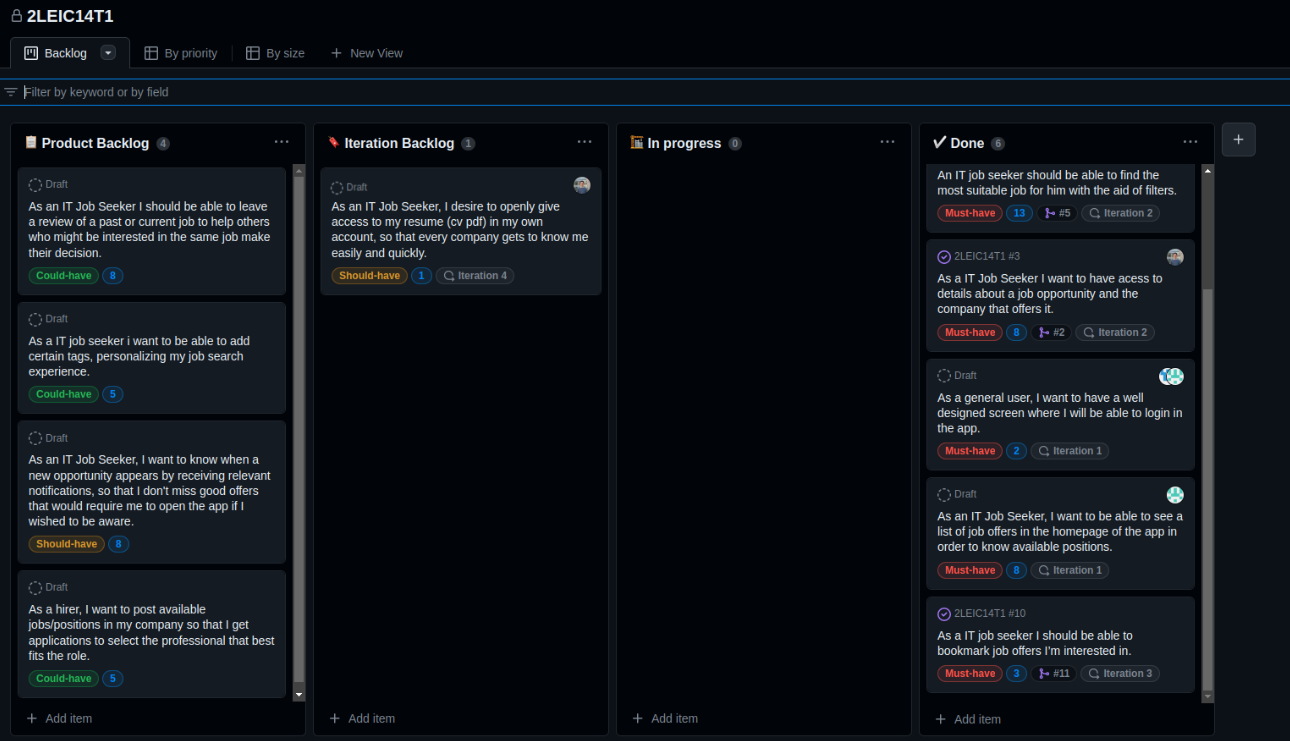 2LEIC14T1
Backlog
By priority
By size
New View
Filter by keyword or by field
Product Backlog 4
Draft
As an IT Job Seeker I should be able to leave
a review of a past or current job to help others
who might be interested in the same job make
their decision.
Could-have 8
Draft
As a IT job seeker i want to be able to add
certain tags, personalizing my job search
experience.
Could-have 5
Draft
As an IT Job Seeker, I want to know when a
new opportunity appears by receiving relevant
notifications, so that I don't miss good offers
that would require me to open the app if I
wished to be aware.
Should-have 8
Draft
As a hirer, I want to post available
jobs/positions in my company so that I get
applications to select the professional that best
fits the role.
Could-have 5
Add item
Iteration Backlog 1
Draft
As an IT Job Seeker, I desire to openly give
access to my resume (cv pdf) in my own
account, so that every company gets to know me
easily and quickly.
Should-have 1 Iteration 4
Add item
In progress 0
Add item
Done 6
An IT job seeker should be able to find the
most suitable job for him with the aid of filters.
Must-have 13 #5 Iteration 2
2LEIC14T1 #3
As a IT Job Seeker I want to have acess to
details about a job opportunity and the
company that offers it.
Must-have 8 #2 Iteration 2
Draft
As a general user, I want to have a well
designed screen where I will be able to login in
the app.
Must-have 2 Iteration 1
Draft
As an IT Job Seeker, I want to be able to see a
list of job offers in the homepage of the app in
order to know available positions.
Must-have 8 Iteration 1
2LEIC14T1 #10
As a IT job seeker I should be able to
bookmark job offers I'm interested in.
Must-have 3 #11 Iteration 3
Add item